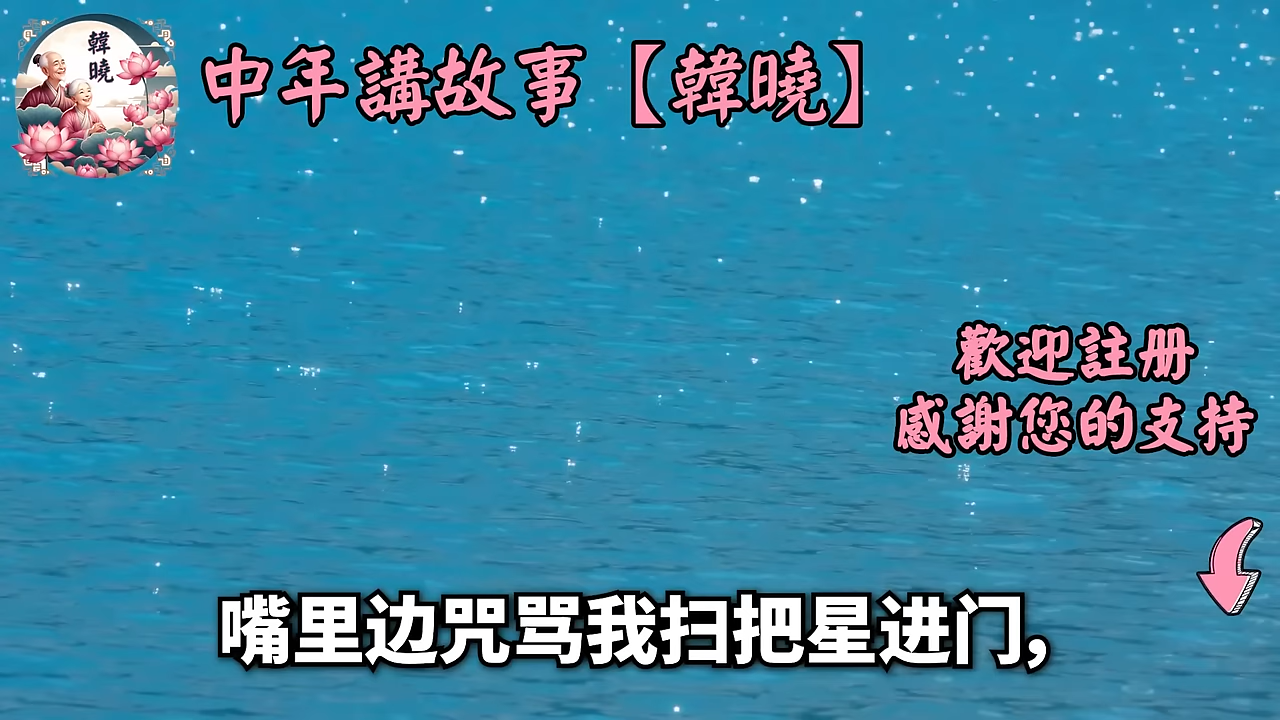 韓曉
中年講故事【韓曉】
歡迎註册
感謝您的支持
嘴里边咒骂我扫把星进门,